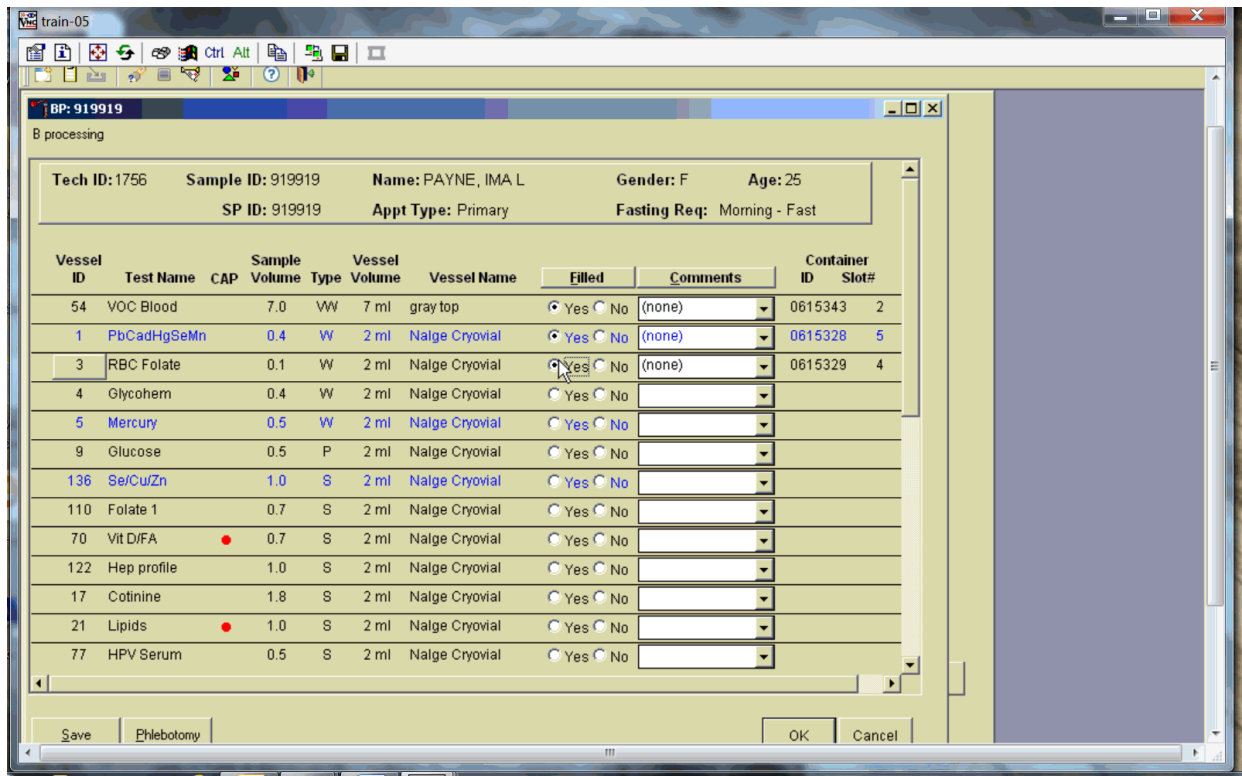 train-05
Ctrl Alt
BP: 919919
B processing
Tech ID: 1756 Sample ID: 919919 Name: PAYNE, IMA L Gender: F Age: 25
SP ID: 919919 Appt Type: Primary Fasting Req: Morning - Fast
Vessel Sample Vessel Container
ID Test Name CAP Volume Type Volume Vessel Name Filled Comments ID Slot#
54 VOC Blood 7.0 VW 7 ml gray top Yes No (none) 0615343 2
1 PbCadHgSeMn 0.4 W 2 ml Nalge Cryovial Yes No (none) 0615328 5
3 RBC Folate 0.1 W 2 ml Nalge Cryovial Yes No (none) 0615329 4
4 Glycohem 0.4 W 2 ml Nalge Cryovial Yes No
5 Mercury 0.5 W 2 ml Nalge Cryovial Yes No
9 Glucose 0.5 P 2 ml Nalge Cryovial Yes No
136 Se/Cu/Zn 1.0 S 2 ml Nalge Cryovial Yes No
110 Folate 1 0.7 S 2 ml Nalge Cryovial Yes No
70 Vit D/FA 0.7 S 2 ml Nalge Cryovial Yes No
122 Hep profile 1.0 S 2 ml Nalge Cryovial Yes No
17 Cotinine 1.8 S 2 ml Nalge Cryovial Yes No
21 Lipids 1.0 S 2 ml Nalge Cryovial Yes No
77 HPV Serum 0.5 S 2 ml Nalge Cryovial Yes No
Save Phlebotomy OK Cancel